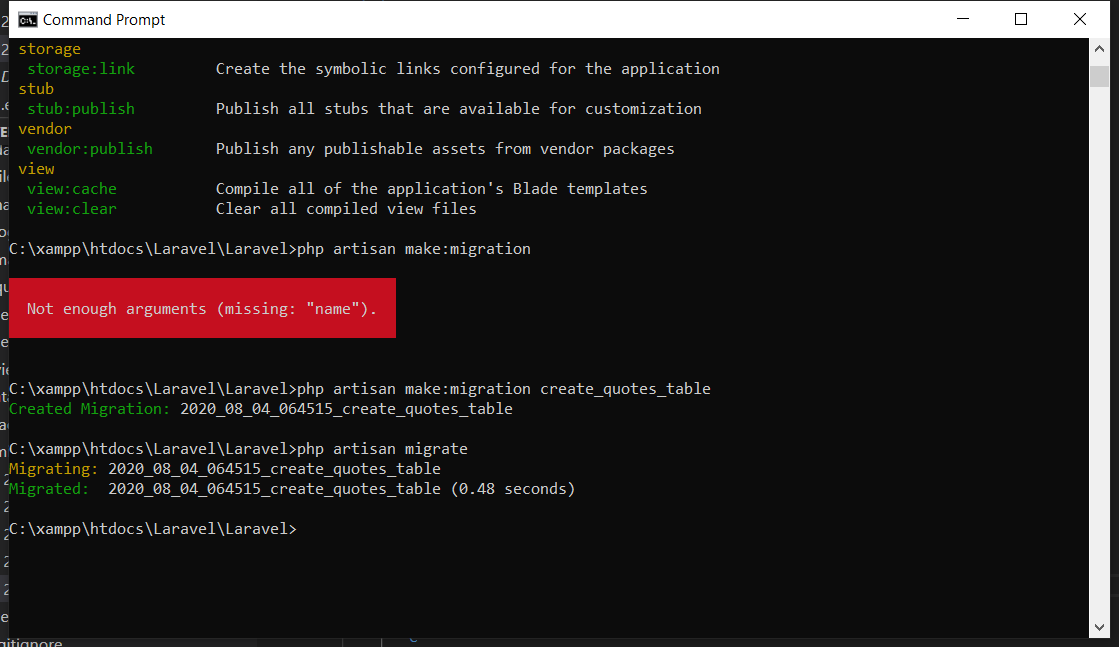 Command Prompt
storage
storage:link Create the symbolic links configured for the application
stub
stub:publish Publish all stubs that are available for customization
vendor
vendor:publish Publish any publishable assets from vendor packages
view
view:cache Compile all of the application's Blade templates
view:clear Clear all compiled view files
C:\xampp\htdocs\Laravel\Laravel>php artisan make:migration
Not enough arguments (missing: "name").
C:\xampp\htdocs\Laravel\Laravel>php artisan make:migration create_quotes_table
Created Migration: 2020_08_04_064515_create_quotes_table
C:\xampp\htdocs\Laravel\Laravel>php artisan migrate
Migrating: 2020_08_04_064515_create_quotes_table
Migrated:  2020_08_04_064515_create_quotes_table (0.48 seconds)
C:\xampp\htdocs\Laravel\Laravel>